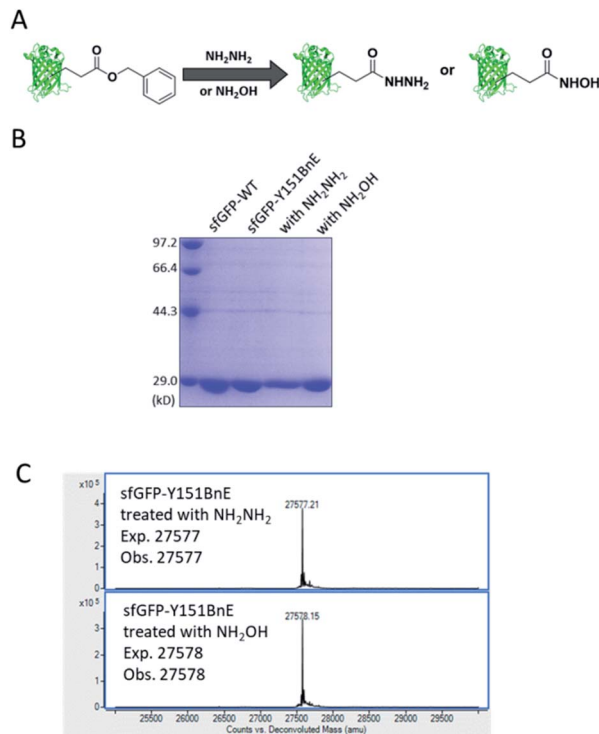 A
O
O
NH₂NH₂
or NH₂OH
O
NHNH₂
or
O
NHOH
B
sfGFP-WT
sfGFP-Y151BnE
with NH₂NH₂
with NH₂OH
97.2
66.4
44.3
29.0
(kD)
C
x10 5
4
3
2
1
0
sfGFP-Y151BnE
treated with NH₂NH₂
Exp. 27577
Obs. 27577
27577.21
x10 5
3
2
1
0
sfGFP-Y151BnE
treated with NH₂OH
Exp. 27578
Obs. 27578
27578.15
25500 26000 26500 27000 27500 28000 28500 29000 29500
Counts vs. Deconvoluted Mass (amu)